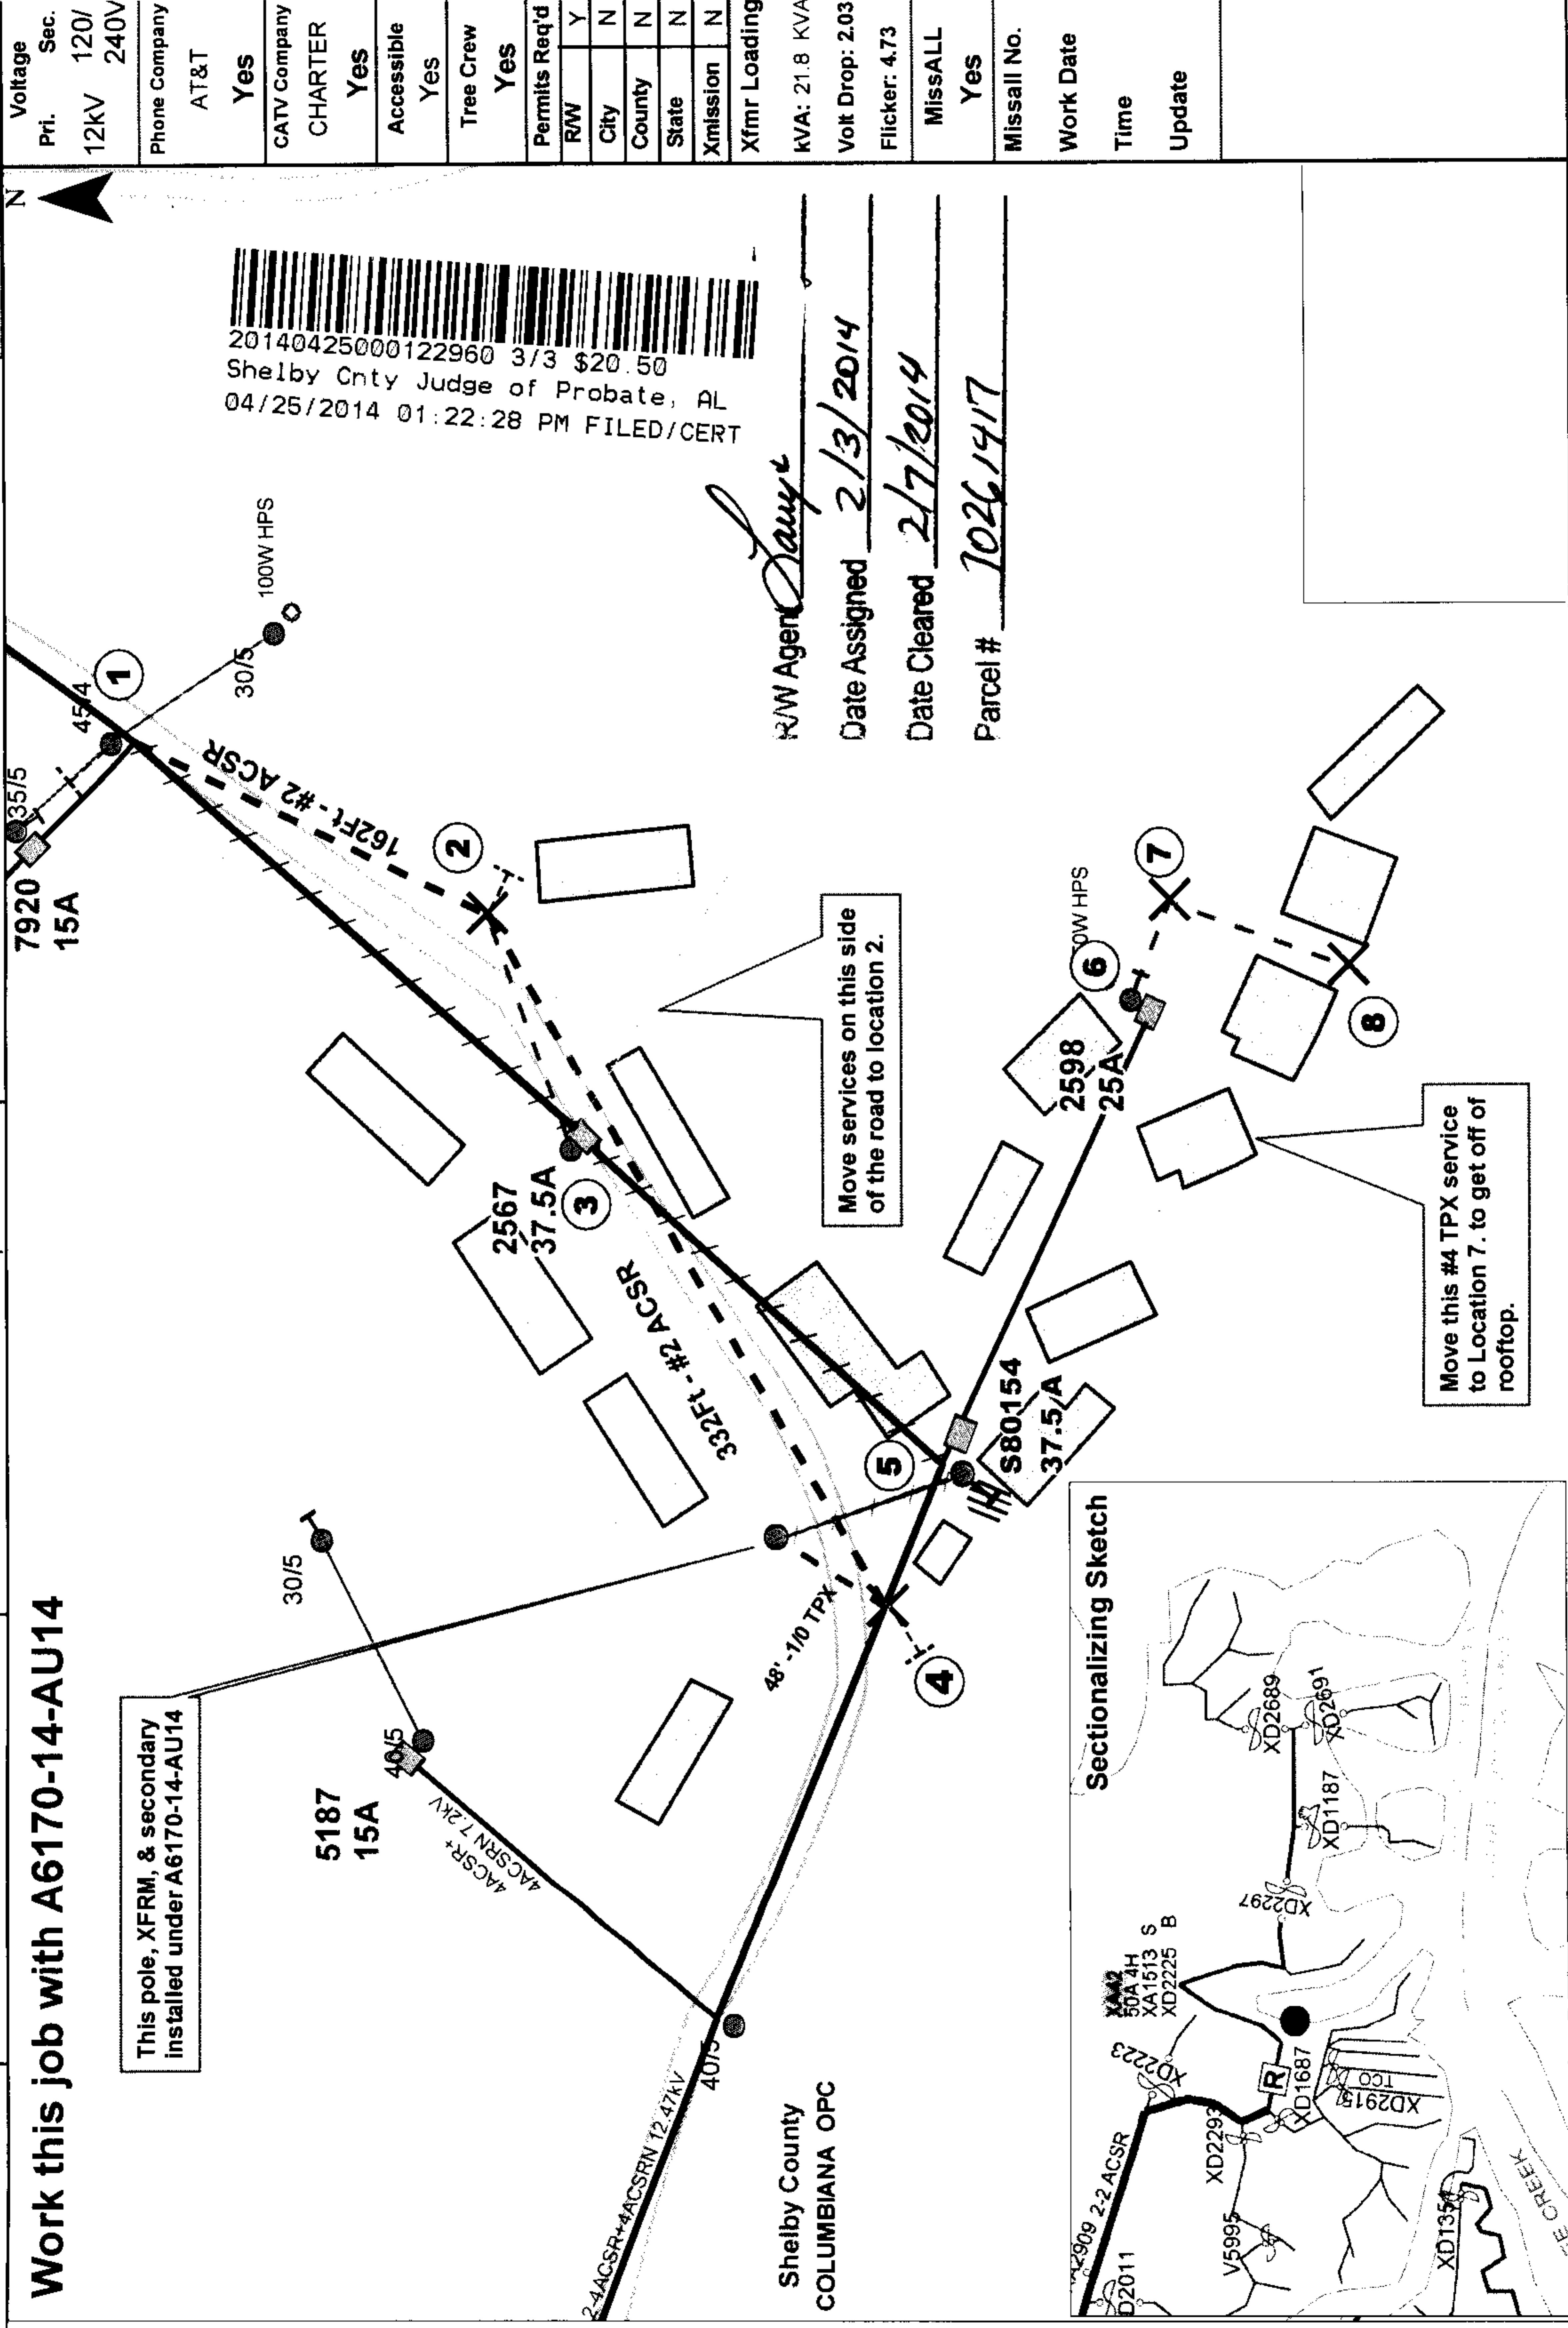 Work this job with A6170-14-AU14
This pole, XFRM, & secondary
installed under A6170-14-AU14
30/5
5187
15A
40/5
4ACSR+
4ACSRN 7.2kV
2-4ACSR+4ACSRN 12.47kV
40/5
Shelby County
COLUMBIANA OPC
7920
15A
35/5
45/4
1
30/5
100W HPS
162Ft - #2 ACSR
2
2567
37.5A
3
332Ft - #2 ACSR
48' -1/0 TPX
4
5
S80154
37.5A
Move services on this side
of the road to location 2.
2598
25A
6
0W HPS
7
8
Move this #4 TPX service
to Location 7. to get off of
rooftop.
N
20140425000122960 3/3 $20.50
Shelby Cnty Judge of Probate, AL
04/25/2014 01:22:28 PM FILED/CERT
R/W Agent
Date Assigned 2/3/2014
Date Cleared 2/7/2014
Parcel # 70261417
Sectionalizing Sketch
2909 2-2 ACSR
D2011
V5995
XD2293
XD2223
XA42
50A 4H
XA1513 S
XD2225 B
R
XD1687
XD2915
TCO
XD1354
E CREEK
XD2297
XD1187
XD2689
XD2691
Voltage
Pri. Sec.
12kV 120/
240V
Phone Company
AT&T
Yes
CATV Company
CHARTER
Yes
Accessible
Yes
Tree Crew
Yes
Permits Req'd
R/W Y
City N
County N
State N
Xmission N
Xfmr Loading
kVA: 21.8 KVA
Volt Drop: 2.03
Flicker: 4.73
MissALL
Yes
Missall No.
Work Date
Time
Update